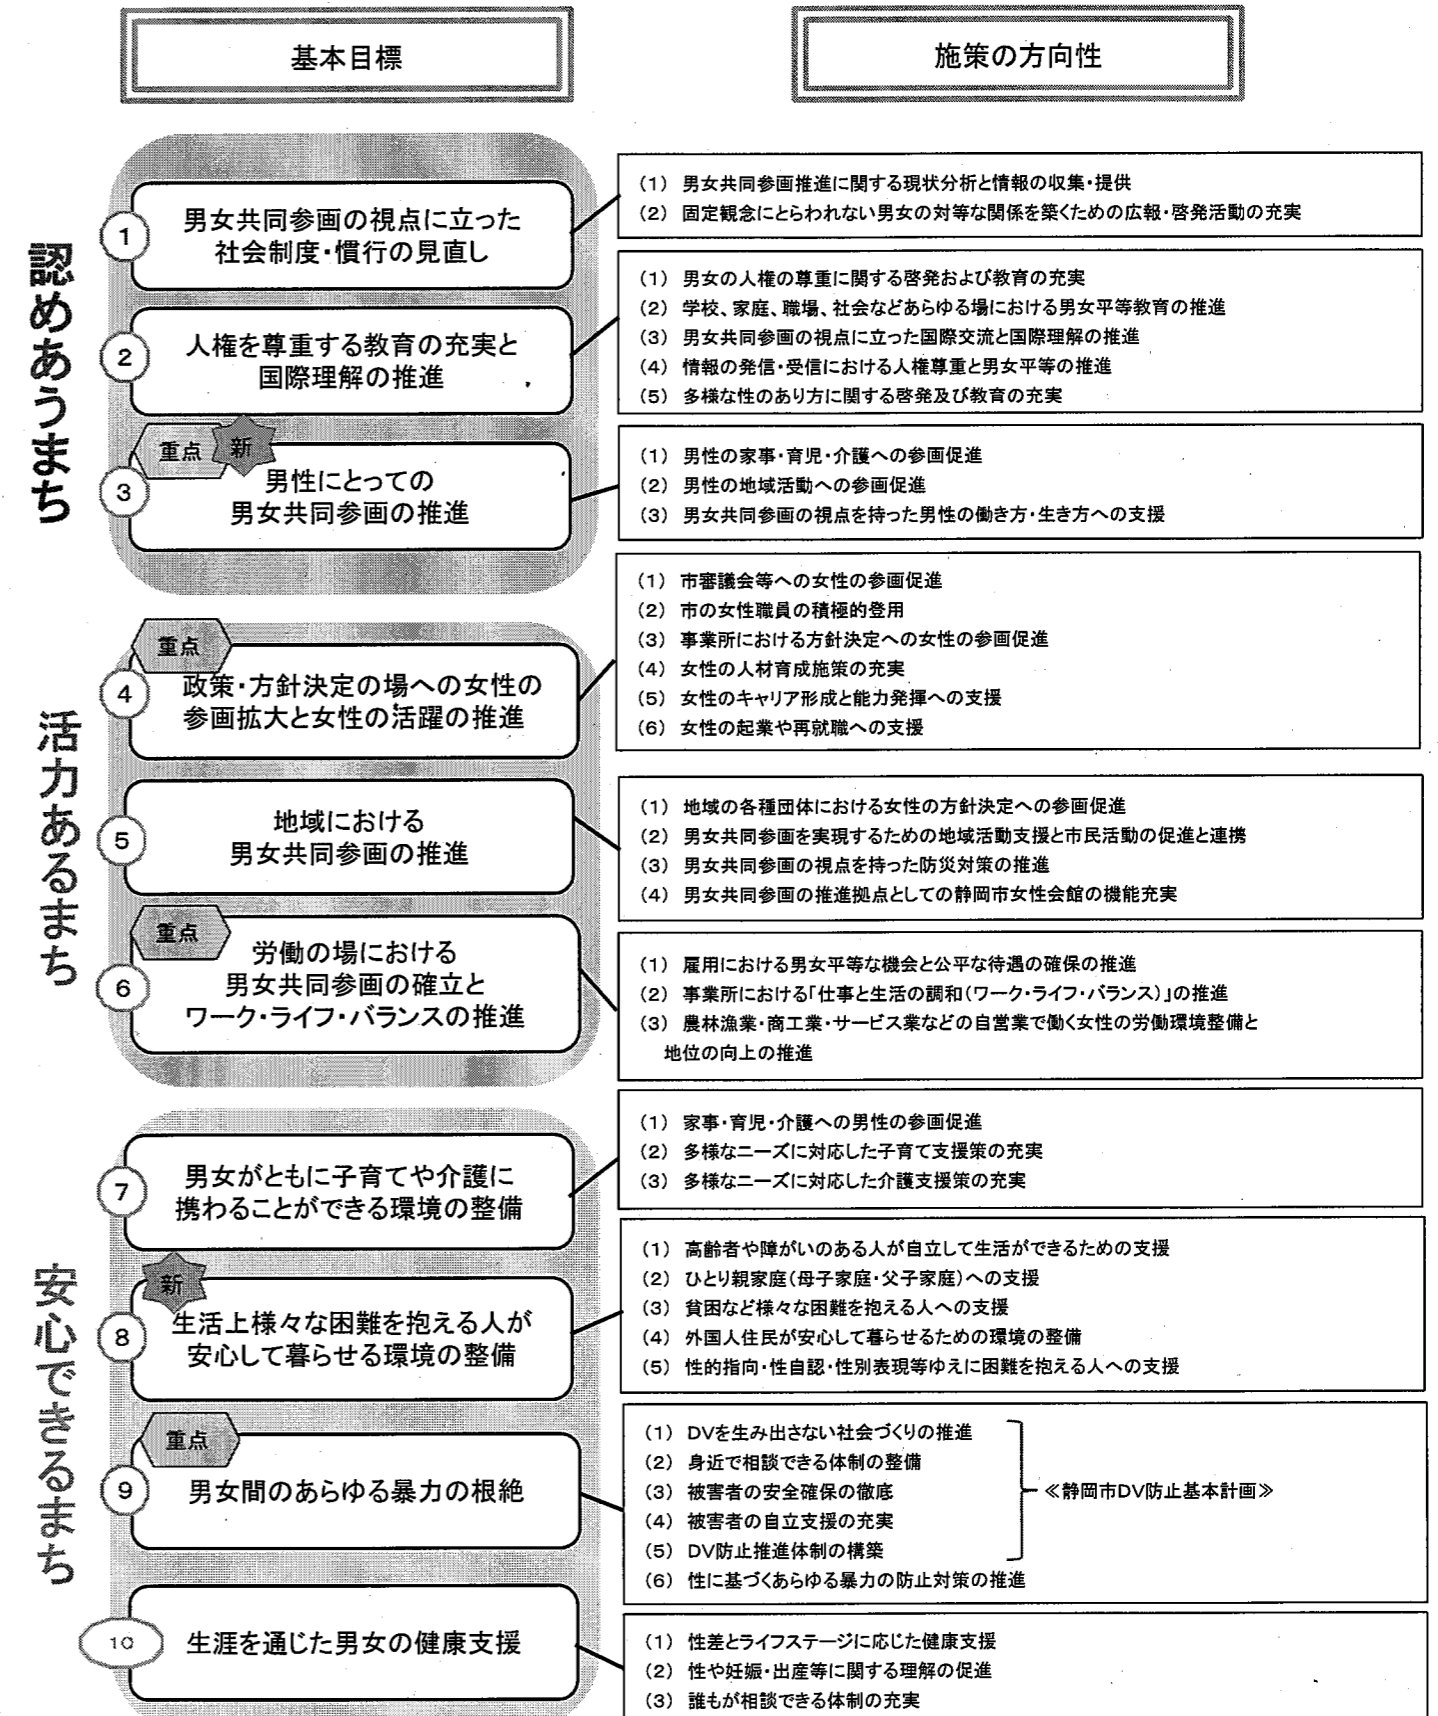 基本目標
施策の方向性
認めあうまち
1
男女共同参画の視点に立った
社会制度・慣行の見直し
(1) 男女共同参画推進に関する現状分析と情報の収集・提供
(2) 固定観念にとらわれない男女の対等な関係を築くための広報・啓発活動の充実
2
人権を尊重する教育の充実と
国際理解の推進
(1) 男女の人権の尊重に関する啓発および教育の充実
(2) 学校、家庭、職場、社会などあらゆる場における男女平等教育の推進
(3) 男女共同参画の視点に立った国際交流と国際理解の推進
(4) 情報の発信・受信における人権尊重と男女平等の推進
(5) 多様な性のあり方に関する啓発及び教育の充実
重点
新
3
男性にとっての
男女共同参画の推進
(1) 男性の家事・育児・介護への参画促進
(2) 男性の地域活動への参画促進
(3) 男女共同参画の視点を持った男性の働き方・生き方への支援
活力あるまち
重点
4
政策・方針決定の場への女性の
参画拡大と女性の活躍の推進
(1) 市審議会等への女性の参画促進
(2) 市の女性職員の積極的登用
(3) 事業所における方針決定への女性の参画促進
(4) 女性の人材育成施策の充実
(5) 女性のキャリア形成と能力発揮への支援
(6) 女性の起業や再就職への支援
5
地域における
男女共同参画の推進
(1) 地域の各種団体における女性の方針決定への参画促進
(2) 男女共同参画を実現するための地域活動支援と市民活動の促進と連携
(3) 男女共同参画の視点を持った防災対策の推進
(4) 男女共同参画の推進拠点としての静岡市女性会館の機能充実
重点
6
労働の場における
男女共同参画の確立と
ワーク・ライフ・バランスの推進
(1) 雇用における男女平等な機会と公平な待遇の確保の推進
(2) 事業所における「仕事と生活の調和(ワーク・ライフ・バランス)」の推進
(3) 農林漁業・商工業・サービス業などの自営業で働く女性の労働環境整備と
地位の向上の推進
安心できるまち
7
男女がともに子育てや介護に
携わることができる環境の整備
(1) 家事・育児・介護への男性の参画促進
(2) 多様なニーズに対応した子育て支援策の充実
(3) 多様なニーズに対応した介護支援策の充実
新
8
生活上様々な困難を抱える人が
安心して暮らせる環境の整備
(1) 高齢者や障がいのある人が自立して生活ができるための支援
(2) ひとり親家庭(母子家庭・父子家庭)への支援
(3) 貧困など様々な困難を抱える人への支援
(4) 外国人住民が安心して暮らせるための環境の整備
(5) 性的指向・性自認・性別表現等ゆえに困難を抱える人への支援
重点
9
男女間のあらゆる暴力の根絶
(1) DVを生み出さない社会づくりの推進
(2) 身近で相談できる体制の整備
(3) 被害者の安全確保の徹底
(4) 被害者の自立支援の充実
(5) DV防止推進体制の構築
(6) 性に基づくあらゆる暴力の防止対策の推進
≪静岡市DV防止基本計画≫
10
生涯を通じた男女の健康支援
(1) 性差とライフステージに応じた健康支援
(2) 性や妊娠・出産等に関する理解の促進
(3) 誰もが相談できる体制の充実